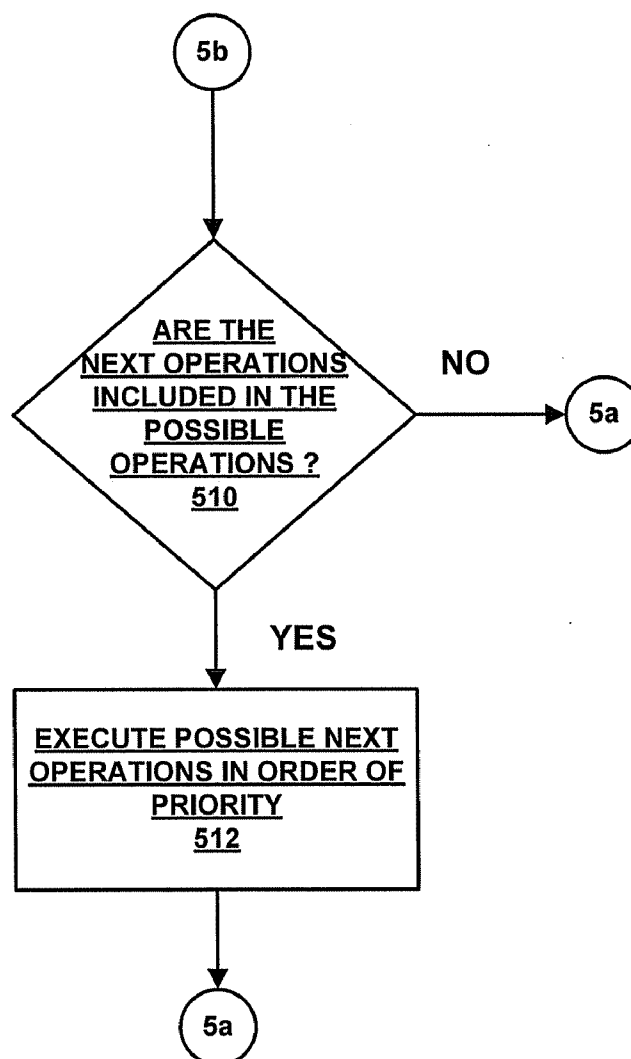 5b
ARE THE
NEXT OPERATIONS
INCLUDED IN THE
POSSIBLE
OPERATIONS ?
510
NO
5a
YES
EXECUTE POSSIBLE NEXT
OPERATIONS IN ORDER OF
PRIORITY
512
5a